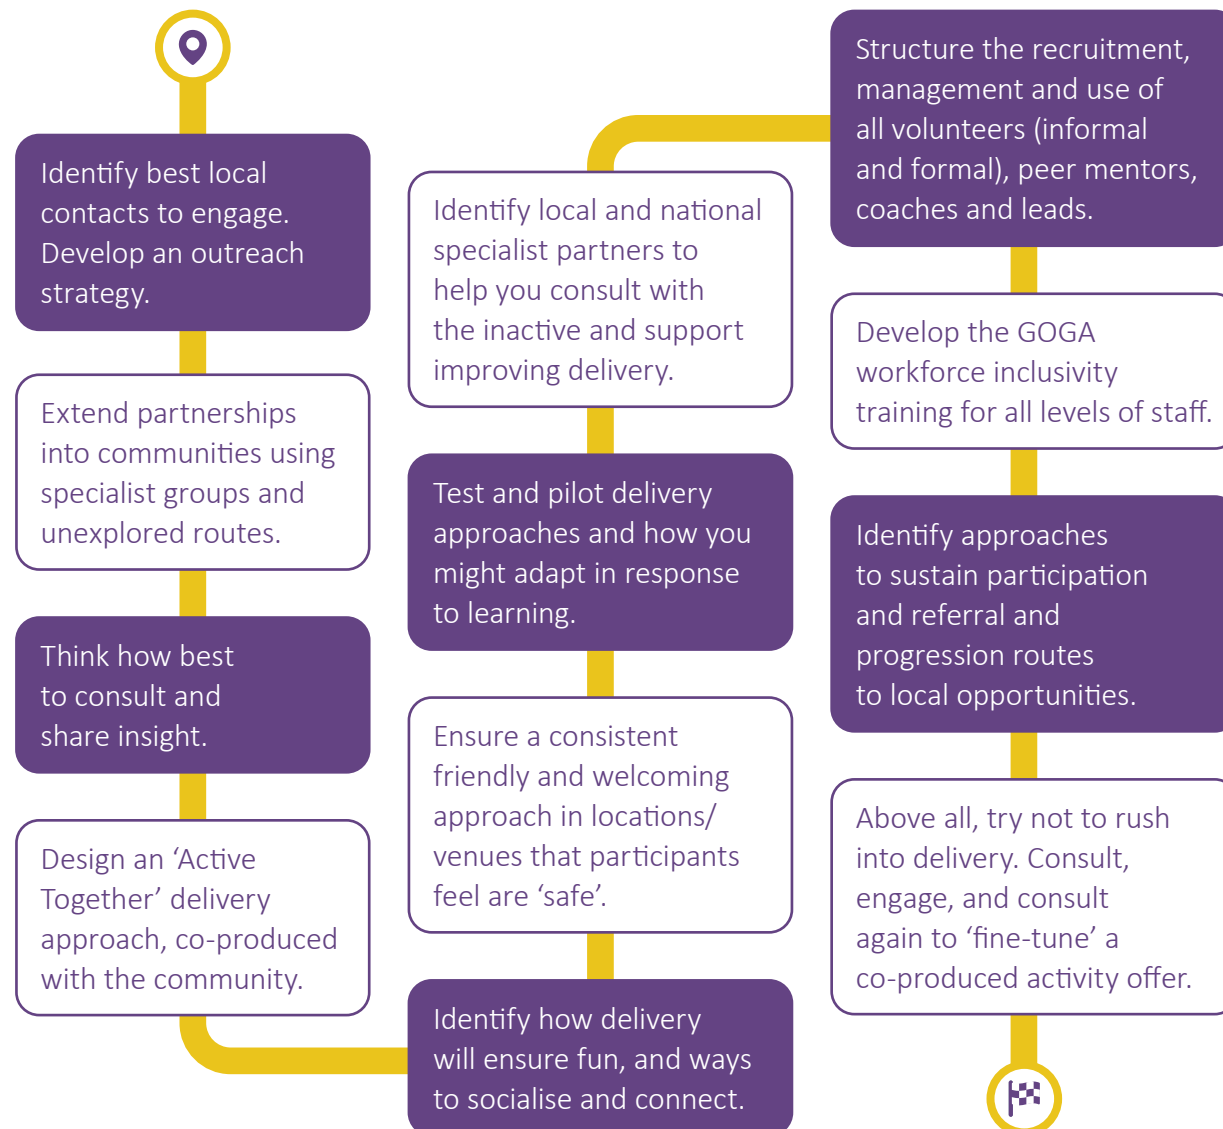 Identify best local
contacts to engage.
Develop an outreach
strategy.
Extend partnerships
into communities using
specialist groups and
unexplored routes.
Think how best
to consult and
share insight.
Design an ‘Active
Together’ delivery
approach, co-produced
with the community.
Identify how delivery
will ensure fun, and ways
to socialise and connect.
Ensure a consistent
friendly and welcoming
approach in locations/
venues that participants
feel are ‘safe’.
Test and pilot delivery
approaches and how you
might adapt in response
to learning.
Identify local and national
specialist partners to
help you consult with
the inactive and support
improving delivery.
Structure the recruitment,
management and use of
all volunteers (informal
and formal), peer mentors,
coaches and leads.
Develop the GOGA
workforce inclusivity
training for all levels of staff.
Identify approaches
to sustain participation
and referral and
progression routes
to local opportunities.
Above all, try not to rush
into delivery. Consult,
engage, and consult
again to ‘fine-tune’ a
co-produced activity offer.